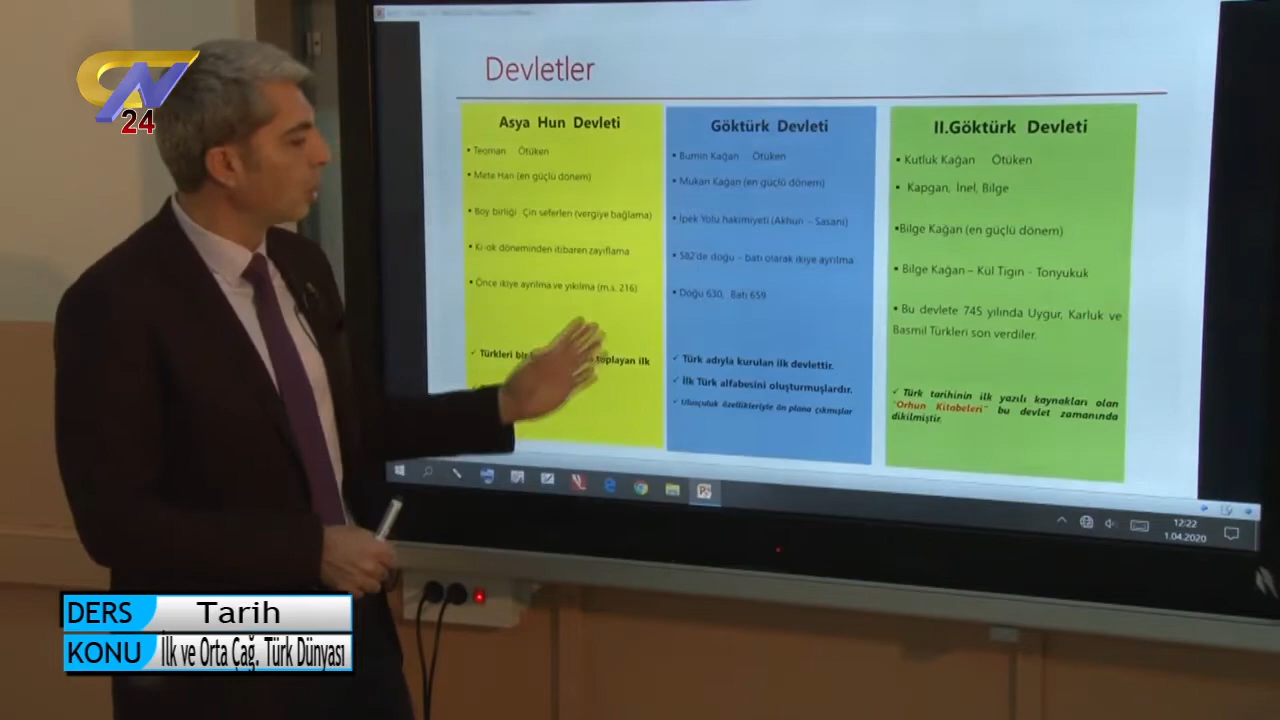 CN
24
Devletler
Asya Hun Devleti
• Teoman Ötüken
• Mete Han (en güçlü dönem)
• Boy birliği Çin seferleri (vergiye bağlama)
• Ki-ok döneminden itibaren zayıflama
• Önce ikiye ayrılma ve yıkılma (m.s. 216)
✓ Türkleri bir toplayan ilk
Göktürk Devleti
• Bumin Kağan Ötüken
• Mukan Kağan (en güçlü dönem)
• İpek Yolu hakimiyeti (Akhun – Sasani)
• 582'de doğu – batı olarak ikiye ayrılma
• Doğu 630, Batı 659
✓ Türk adıyla kurulan ilk devlettir.
✓ İlk Türk alfabesini oluşturmuşlardır.
✓ Ulusçuluk özellikleriyle ön plana çıkmışlar
II.Göktürk Devleti
• Kutluk Kağan Ötüken
• Kapgan, İnel, Bilge
•Bilge Kağan (en güçlü dönem)
• Bilge Kağan – Kül Tigin - Tonyukuk
• Bu devlete 745 yılında Uygur, Karluk ve
Basmil Türkleri son verdiler.
✓ Türk tarihinin ilk yazılı kaynakları olan
"Orhun Kitabeleri" bu devlet zamanında
dikilmiştir.
12:22
1.04.2020
DERS Tarih
KONU İlk ve Orta Çağ. Türk Dünyası